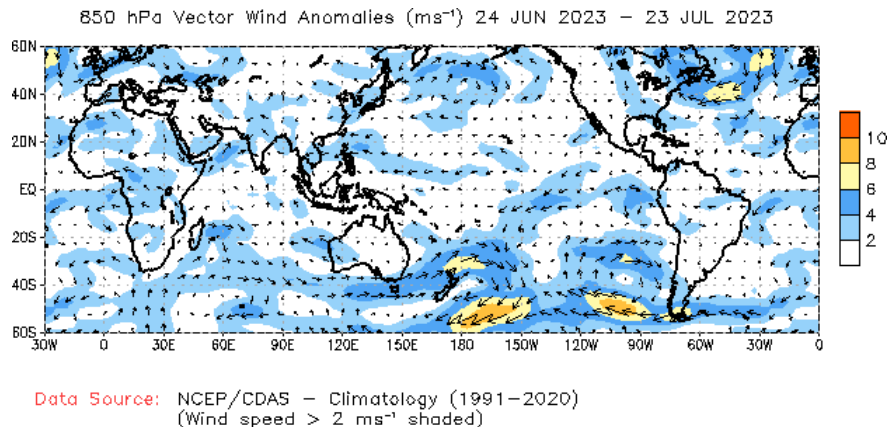 850 hPa Vector Wind Anomalies (ms⁻¹) 24 JUN 2023 – 23 JUL 2023
60N
40N
20N
EQ
20S
40S
60S
30W 0 30E 60E 90E 120E 150E 180 150W 120W 90W 60W 30W 0
10
8
6
4
2
Data Source: NCEP/CDAS – Climatology (1991–2020)
(Wind speed > 2 ms⁻¹ shaded)